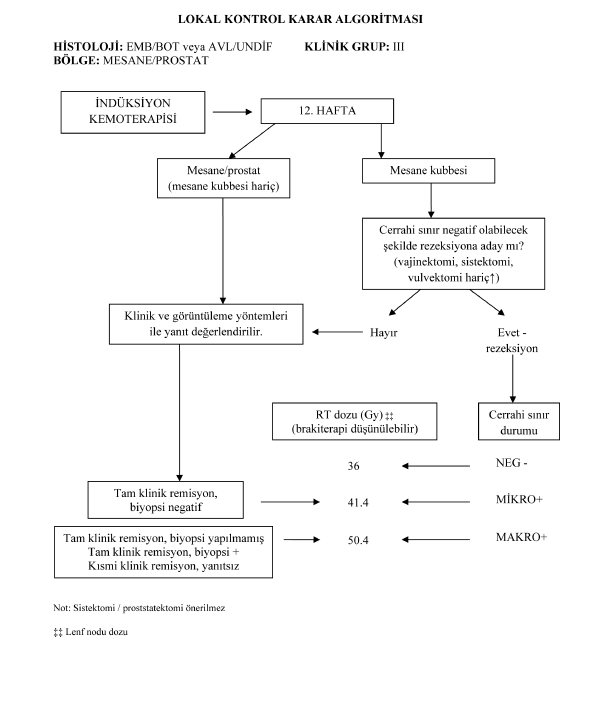 LOKAL KONTROL KARAR ALGORİTMASI
HİSTOLOJİ: EMB/BOT veya AVL/UNDİF KLİNİK GRUP: III
BÖLGE: MESANE/PROSTAT
İNDÜKSİYON
KEMOTERAPİSİ
12. HAFTA
Mesane/prostat
(mesane kubbesi hariç)
Mesane kubbesi
Cerrahi sınır negatif olabilecek
şekilde rezeksiyona aday mı?
(vajinektomi, sistektomi,
vulvektomi hariç↑)
Klinik ve görüntüleme yöntemleri
ile yanıt değerlendirilir.
Hayır
Evet -
rezeksiyon
RT dozu (Gy) ‡‡
(brakiterapi düşünülebilir)
Cerrahi sınır
durumu
36
NEG -
Tam klinik remisyon,
biyopsi negatif
41.4
MİKRO+
Tam klinik remisyon, biyopsi yapılmamış
Tam klinik remisyon, biyopsi +
Kısmi klinik remisyon, yanıtsız
50.4
MAKRO+
Not: Sistektomi / proststatektomi önerilmez
‡‡ Lenf nodu dozu